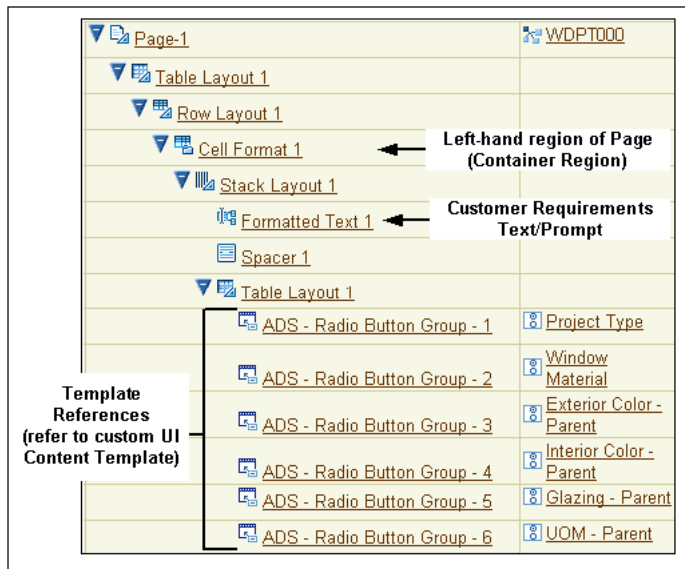 Page-1 WDPT000
Table Layout 1
Row Layout 1
Cell Format 1
Left-hand region of Page
(Container Region)
Stack Layout 1
Formatted Text 1
Customer Requirements
Text/Prompt
Spacer 1
Table Layout 1
ADS - Radio Button Group - 1 Project Type
ADS - Radio Button Group - 2 Window
Material
ADS - Radio Button Group - 3 Exterior Color -
Parent
ADS - Radio Button Group - 4 Interior Color -
Parent
ADS - Radio Button Group - 5 Glazing - Parent
ADS - Radio Button Group - 6 UOM - Parent
Template
References
(refer to custom UI
Content Template)